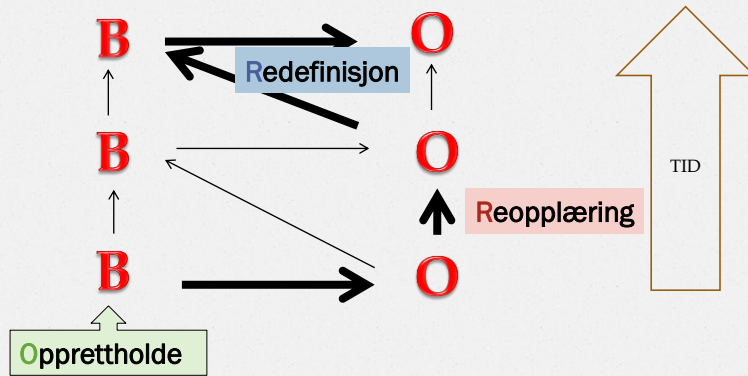 B O
Redefinisjon
B O
TID
Reopplæring
B O
Opprettholde